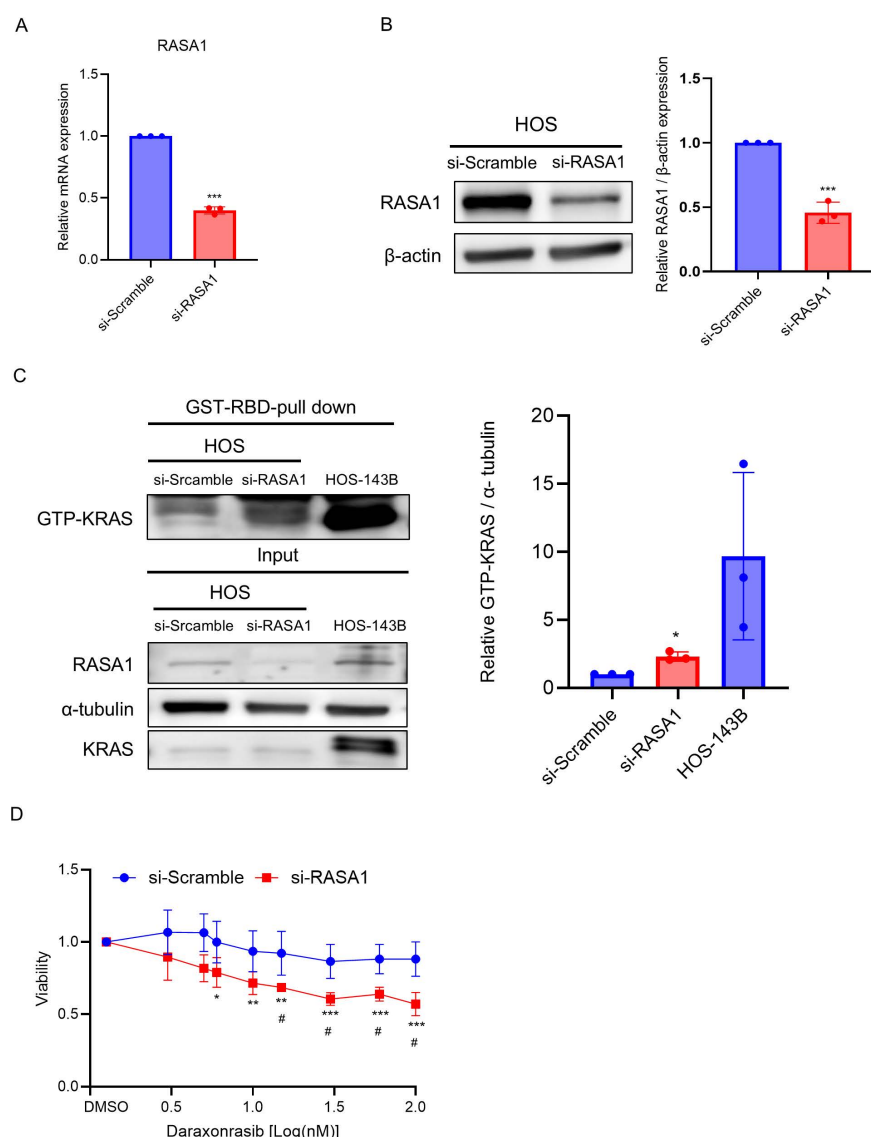 A
RASA1
Relative mRNA expression
1.5
1.0
0.5
0.0
***
si-Scramble
si-RASA1
B
HOS
si-Scramble si-RASA1
RASA1
β-actin
Relative RASA1 / β-actin expression
1.5
1.0
0.5
0.0
***
si-Scramble
si-RASA1
C
GST-RBD-pull down
HOS
si-Srcamble si-RASA1 HOS-143B
GTP-KRAS
Input
HOS
si-Srcamble si-RASA1 HOS-143B
RASA1
α-tubulin
KRAS
Relative GTP-KRAS / α- tubulin
20
15
10
5
0
*
si-Scramble
si-RASA1
HOS-143B
D
si-Scramble si-RASA1
Viability
1.5
1.0
0.5
0.0
* ** ** *** *** ***
# # # #
DMSO 0.5 1.0 1.5 2.0
Daraxonrasib [Log(nM)]